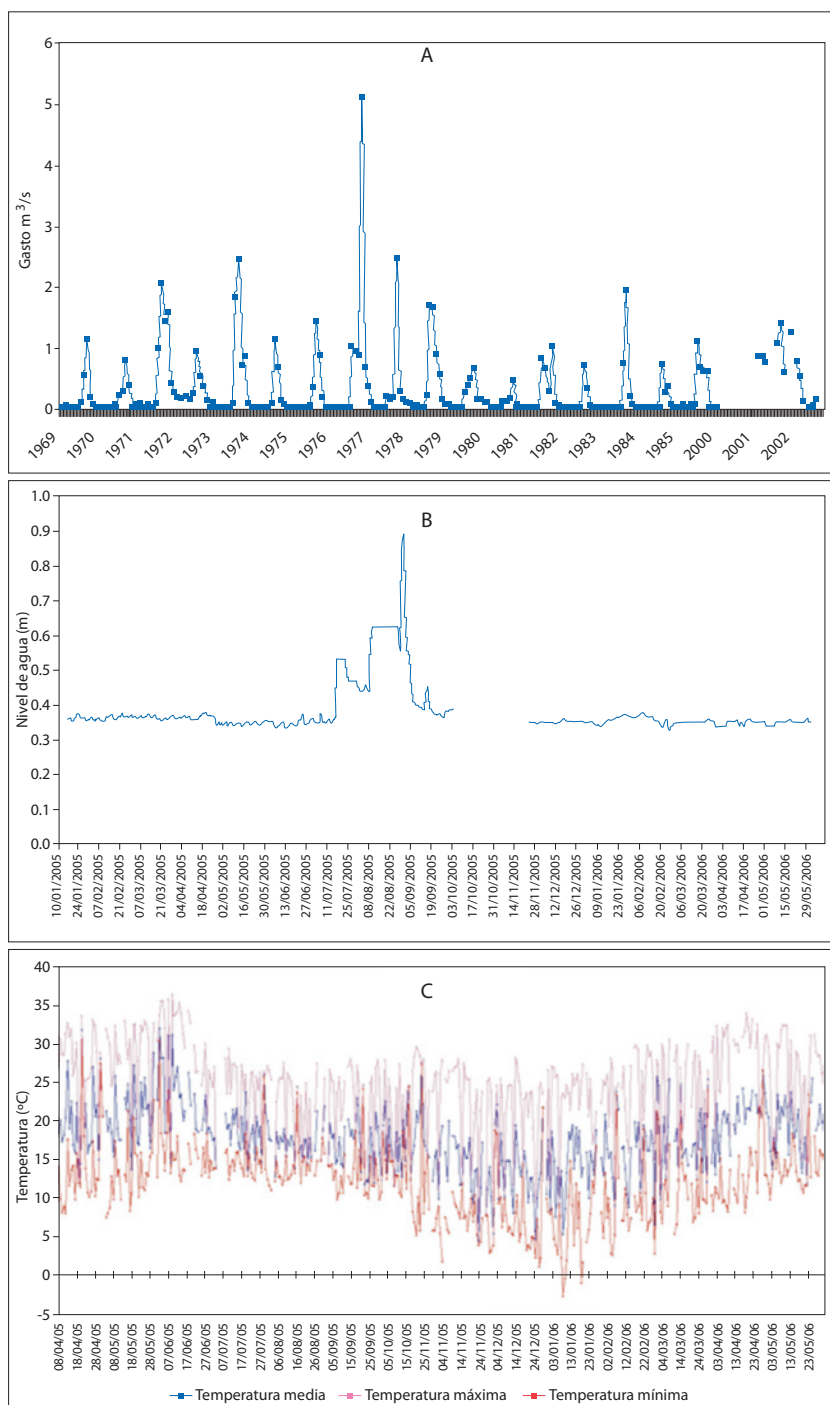 A
Gasto m³/s
6
5
4
3
2
1
0
1969 1970 1971 1972 1973 1974 1975 1976 1977 1978 1979 1980 1981 1982 1983 1984 1985 2000 2001 2002
B
Nivel de agua (m)
1.0
0.9
0.8
0.7
0.6
0.5
0.4
0.3
0.2
0.1
0.0
10/01/2005 24/01/2005 07/02/2005 21/02/2005 07/03/2005 21/03/2005 04/04/2005 18/04/2005 02/05/2005 16/05/2005 30/05/2005 13/06/2005 27/06/2005 11/07/2005 25/07/2005 08/08/2005 22/08/2005 05/09/2005 19/09/2005 03/10/2005 17/10/2005 31/10/2005 14/11/2005 28/11/2005 12/12/2005 26/12/2005 09/01/2006 23/01/2006 06/02/2006 20/02/2006 06/03/2006 20/03/2006 03/04/2006 17/04/2006 01/05/2006 15/05/2006 29/05/2006
C
Temperatura (ºC)
40
35
30
25
20
15
10
5
0
-5
08/04/05 18/04/05 28/04/05 08/05/05 18/05/05 28/05/05 07/06/05 17/06/05 27/06/05 07/07/05 17/07/05 27/07/05 06/08/05 16/08/05 26/08/05 05/09/05 15/09/05 25/09/05 05/10/05 15/10/05 25/11/05 04/11/05 14/11/05 24/11/05 04/12/05 14/12/05 24/12/05 03/01/06 13/01/06 23/01/06 02/02/06 12/02/06 22/02/06 04/03/06 14/03/06 24/03/06 03/04/06 13/04/06 23/04/06 03/05/06 13/05/06 23/05/06
Temperatura media Temperatura máxima Temperatura mínima